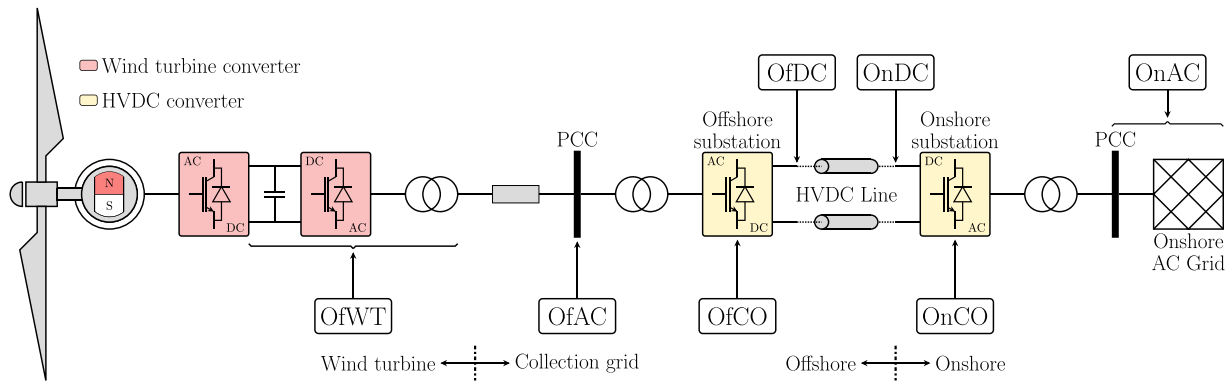 Wind turbine converter
HVDC converter
OfDC
OnDC
OnAC
Offshore
substation
Onshore
substation
PCC
PCC
N
S
AC
DC
DC
AC
AC
DC
HVDC Line
DC
AC
Onshore
AC Grid
OfWT
OfAC
OfCO
OnCO
Wind turbine
Collection grid
Offshore
Onshore